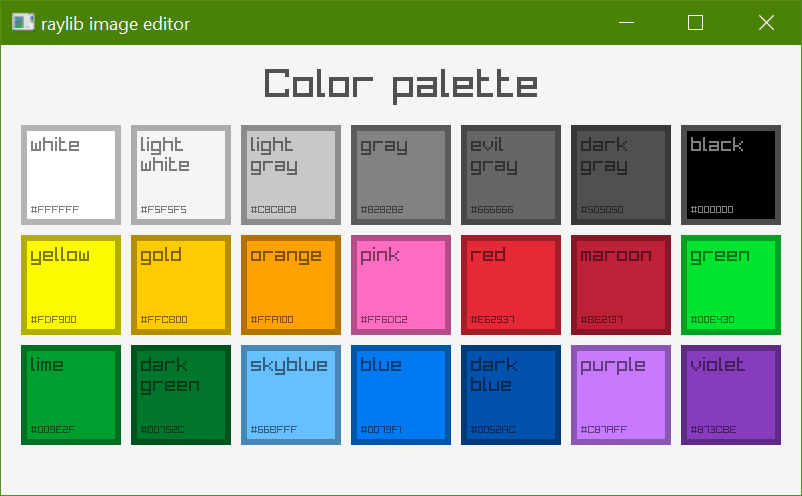 raylib image editor
Color palette
white
#FFFFFF
light
white
#F5F5F5
light
gray
#C8C8C8
gray
#828282
evil
gray
#666666
dark
gray
#505050
black
#000000
yellow
#FDF900
gold
#FFCB00
orange
#FFA100
pink
#FF6DC2
red
#E62937
maroon
#BE2137
green
#00E430
lime
#009E2F
dark
green
#00752C
skyblue
#66BFFF
blue
#0079F1
dark
blue
#0052AC
purple
#C87AFF
violet
#873CBE